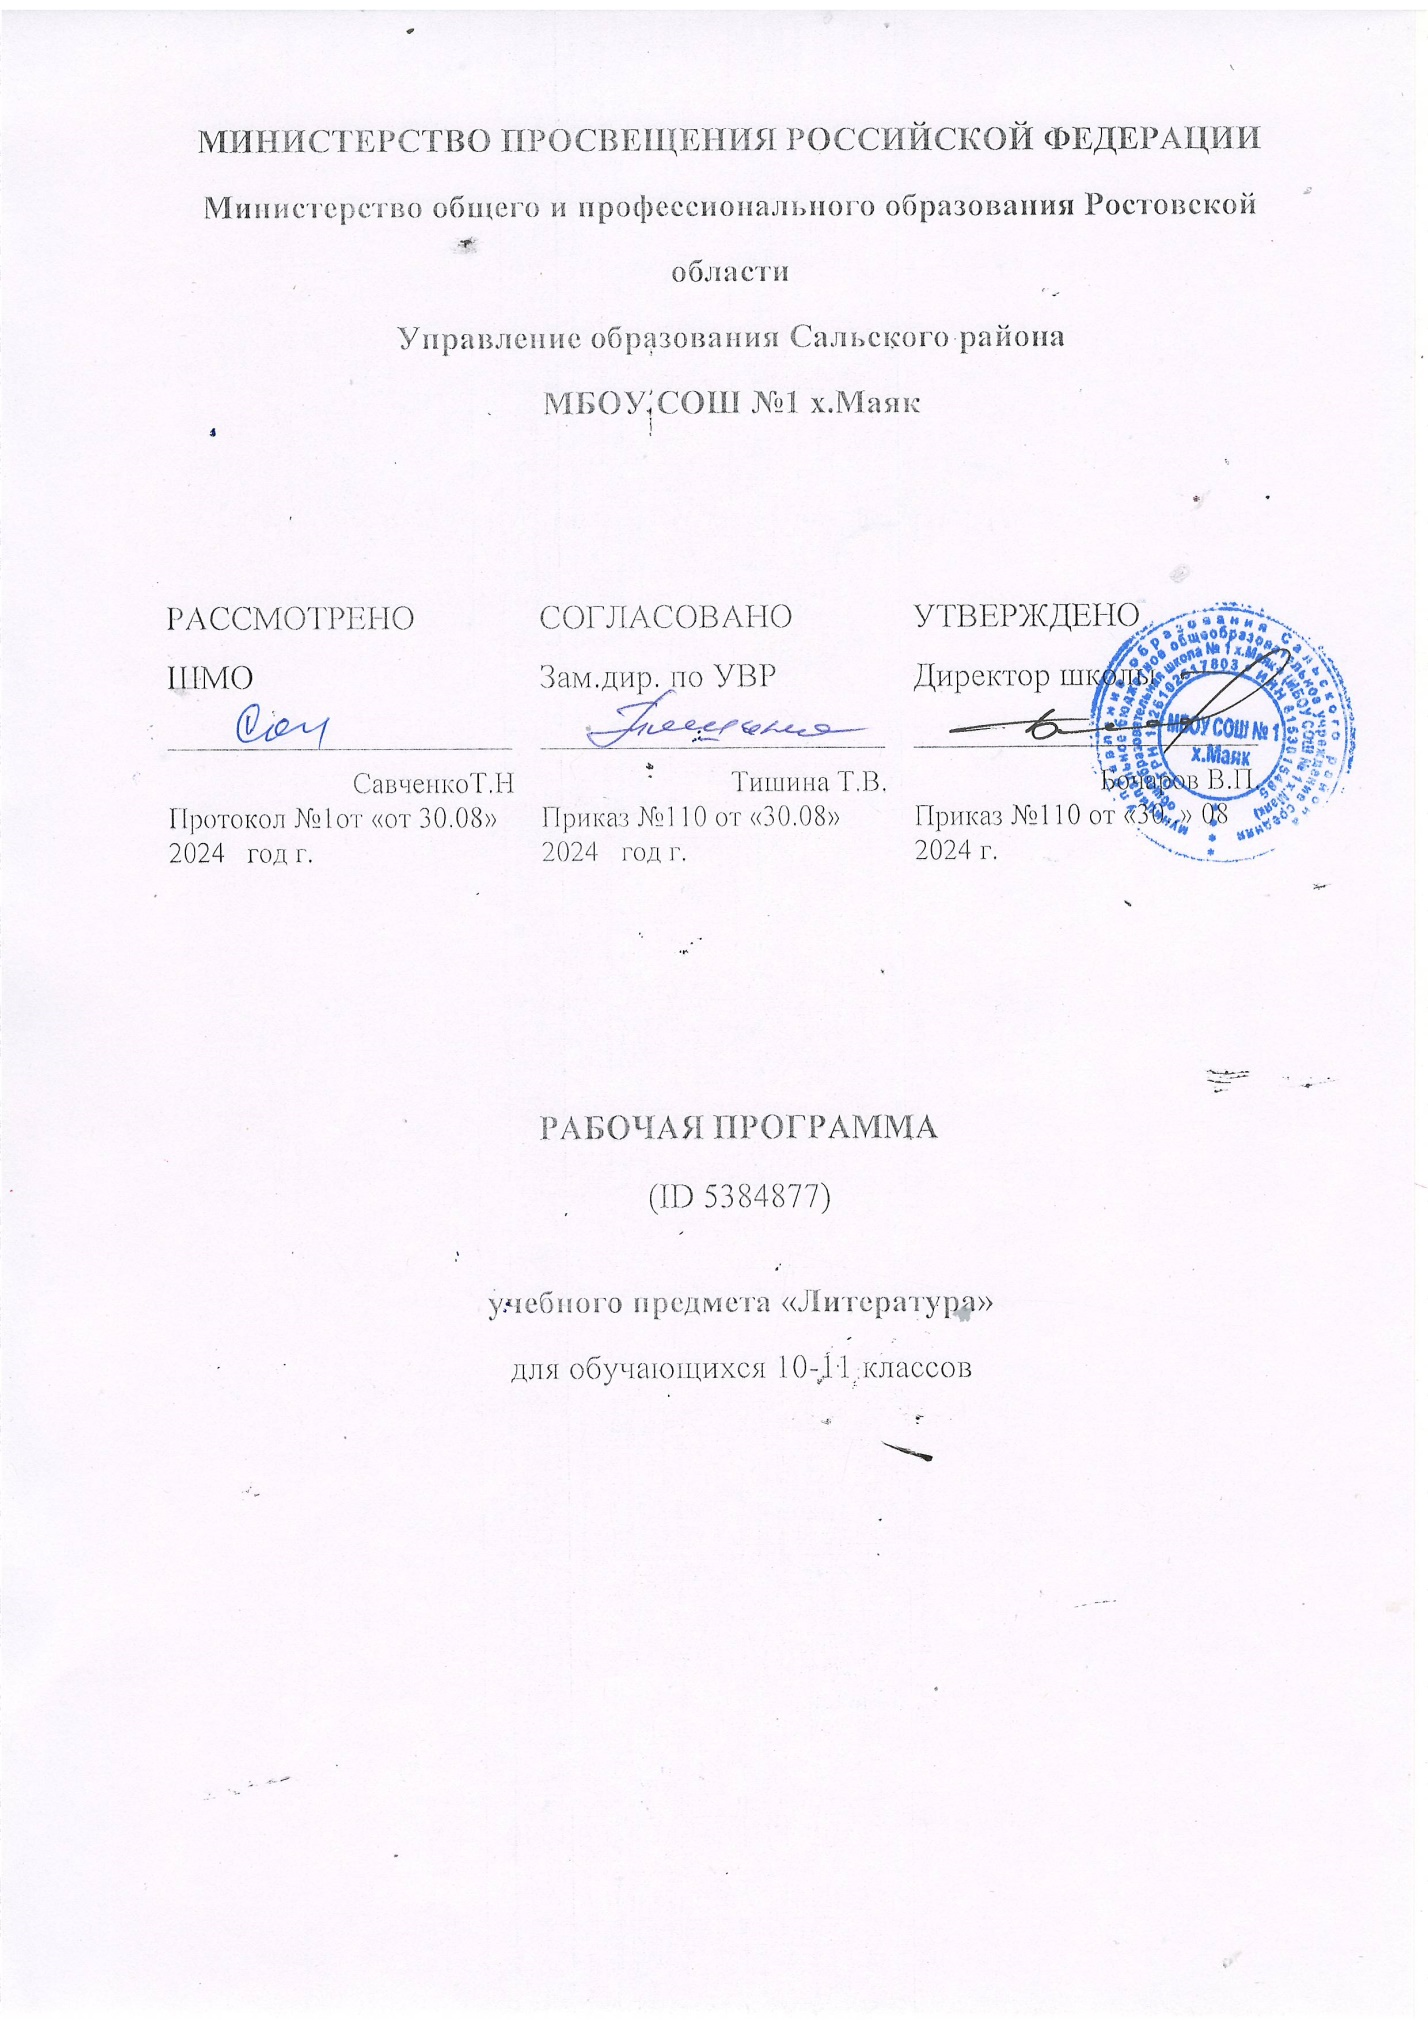 МИНИСТЕРСТВО ПРОСВЕЩЕНИЯ РОССИЙСКОЙ ФЕДЕРАЦИИ
Министерство общего и профессионального образования Ростовской
области
Управление образования Сальского района
МБОУ СОШ №1 х.Маяк
РАССМОТРЕНО
ШМО
СавченкоТ.Н
Протокол №1от «от 30.08»
2024 год г.
СОГЛАСОВАНО
Зам.дир. по УВР
Тишина Т.В.
Приказ №110 от «30.08»
2024 год г.
УТВЕРЖДЕНО
Директор школы
Бочаров В.П.
Приказ №110 от «30 » 08
2024 г.
МБОУ СОШ № 1
х.Маяк
РАБОЧАЯ ПРОГРАММА
(ID 5384877)
учебного предмета «Литература»
для обучающихся 10-11 классов